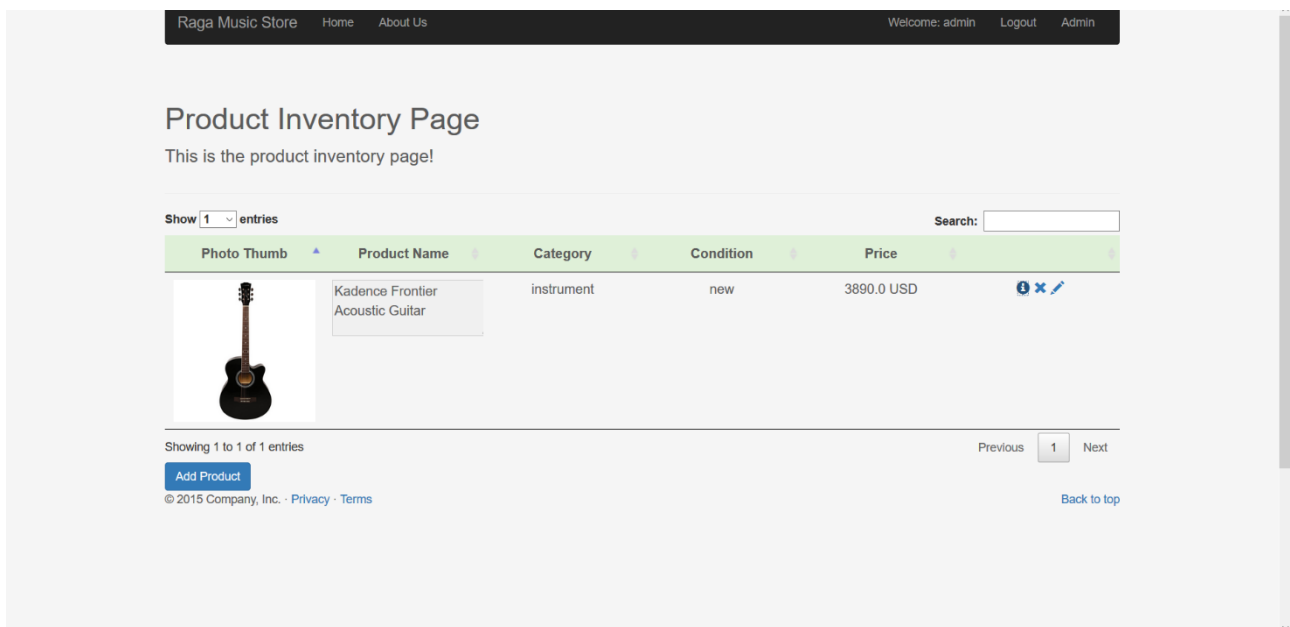 Raga Music Store Home About Us Welcome: admin Logout Admin
Product Inventory Page
This is the product inventory page!
Show 1 entries Search:
Photo Thumb Product Name Category Condition Price
Kadence Frontier Acoustic Guitar instrument new 3890.0 USD
Showing 1 to 1 of 1 entries Previous 1 Next
Add Product
© 2015 Company, Inc. · Privacy · Terms Back to top